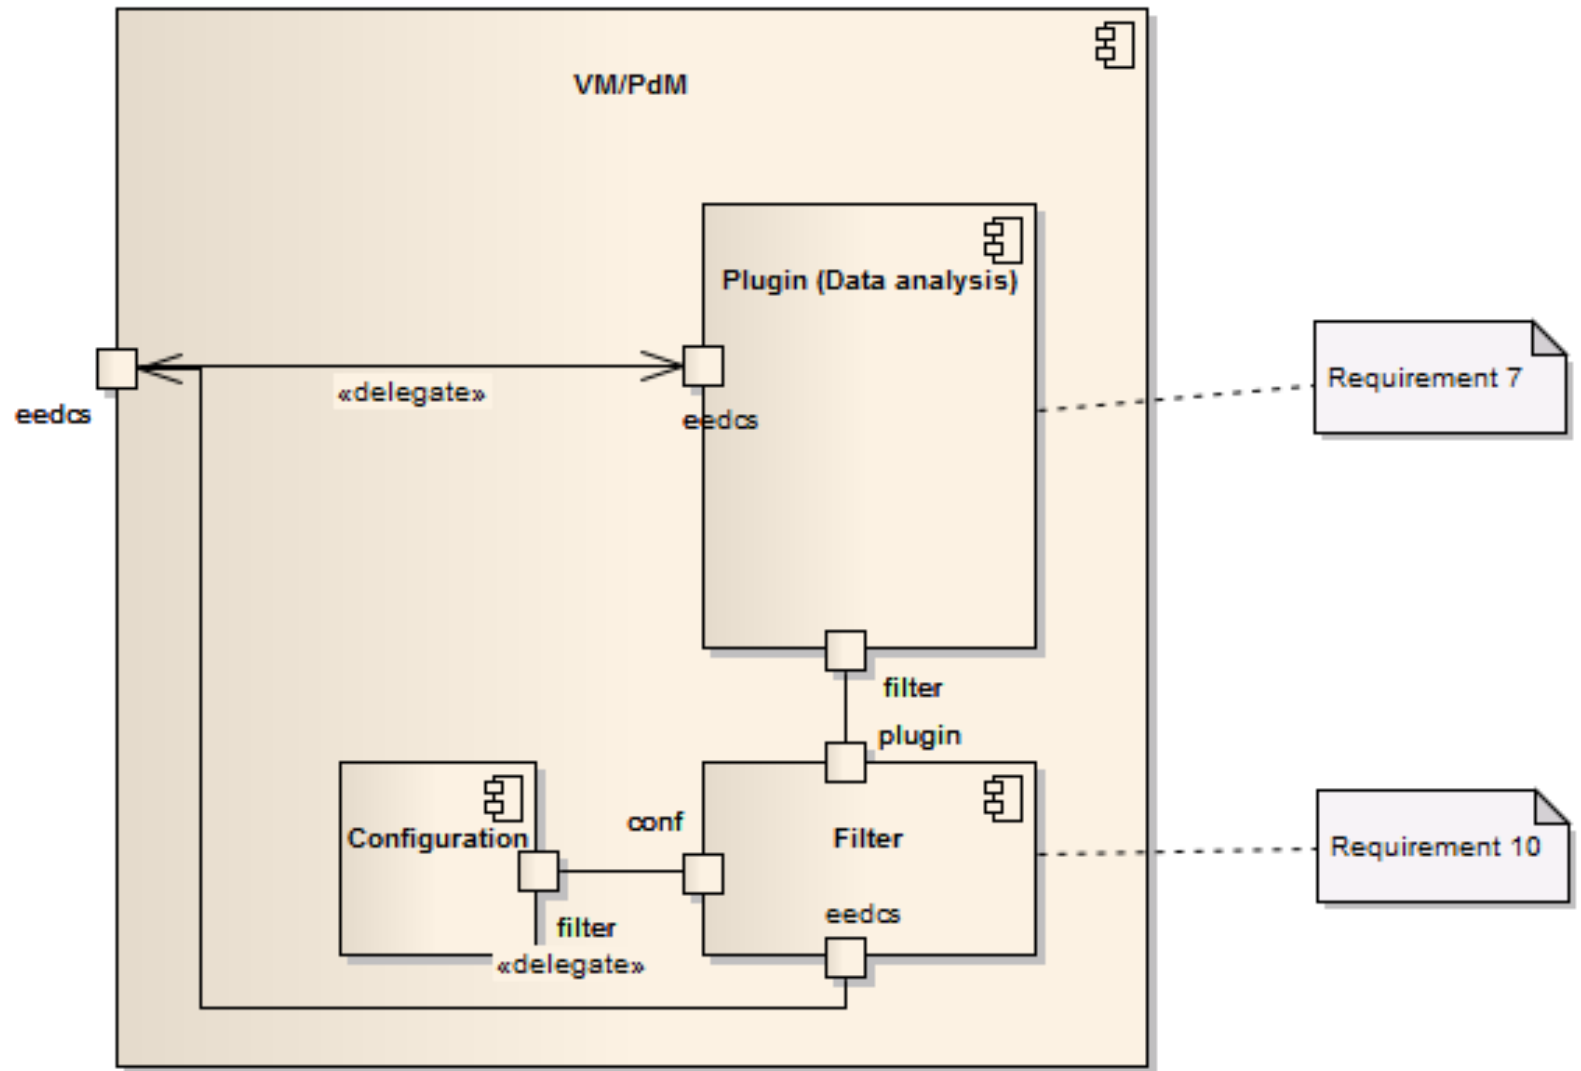 VM/PdM
Plugin (Data analysis)
Requirement 7
«delegate»
eedcs
eedcs
filter
plugin
conf
Configuration
Filter
Requirement 10
eedcs
filter
«delegate»